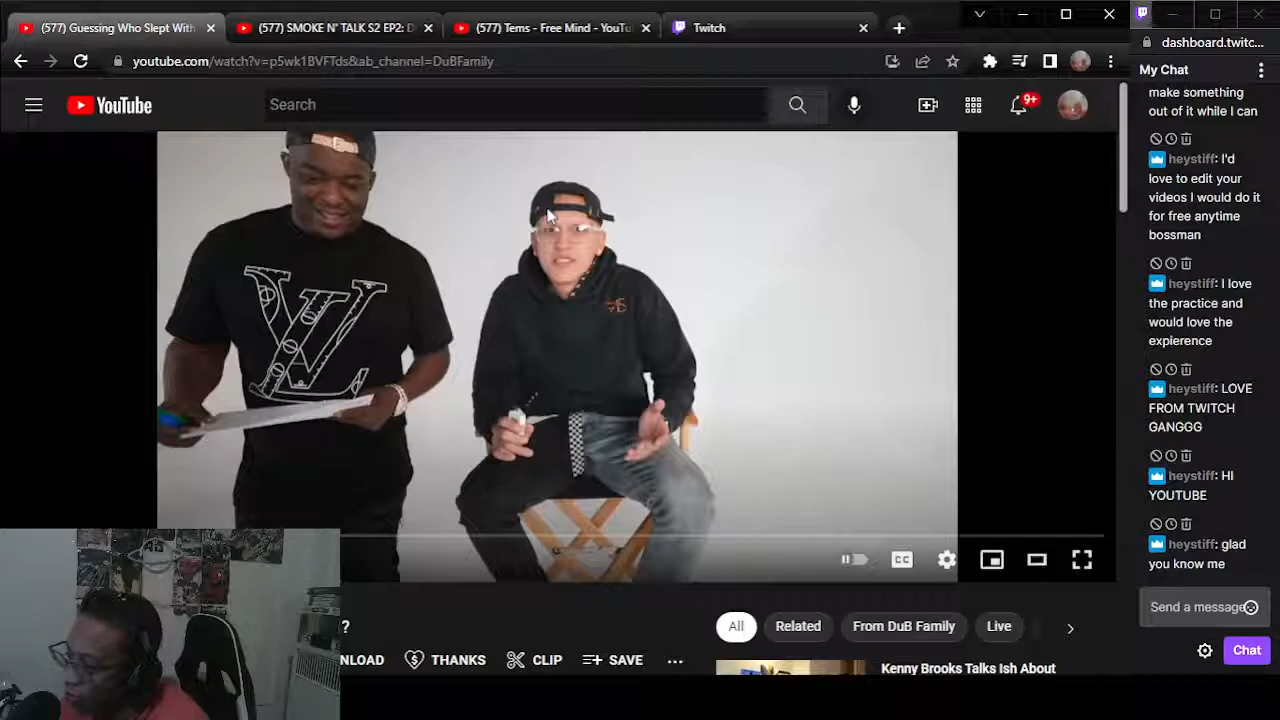 (577) Guessing Who Slept With
(577) SMOKE N' TALK S2 EP2: D
(577) Tems - Free Mind - YouTu
Twitch
youtube.com/watch?v=p5wk1BVFTds&ab_channel=DuBFamily
dashboard.twitc...
YouTube
Search
9+
My Chat
make something
out of it while I can
heystiff: I'd
love to edit your
videos I would do it
for free anytime
bossman
heystiff: I love
the practice and
would love the
explerence
heystiff: LOVE
FROM TWITCH
GANGGG
heystiff: HI
YOUTUBE
heystiff: glad
you know me
Send a message
Chat
CC
?
All
Related
From DuB Family
Live
NLOAD
THANKS
CLIP
SAVE
...
Kenny Brooks Talks Ish About